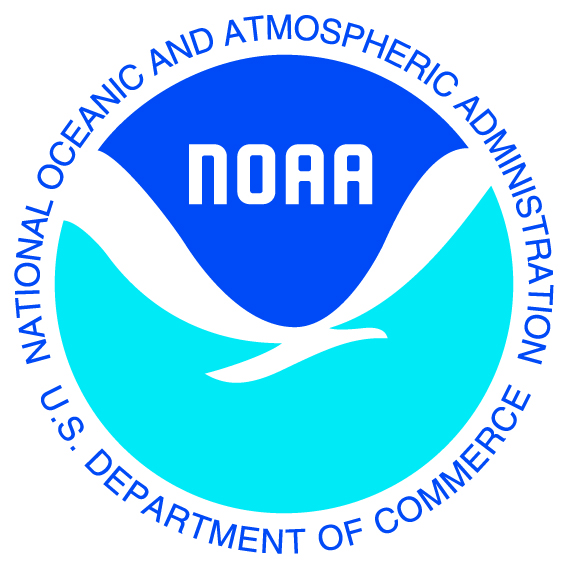 NATIONAL OCEANIC AND ATMOSPHERIC ADMINISTRATION
NOAA
U.S. DEPARTMENT OF COMMERCE